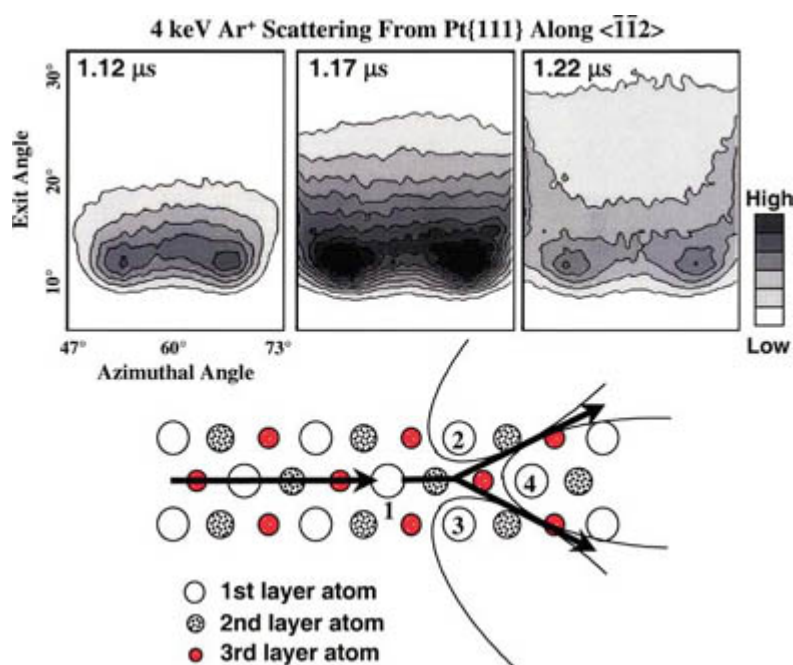 4 keV Ar⁺ Scattering From Pt{111} Along <1̅1̅2>
1.12 μs
1.17 μs
1.22 μs
30°
20°
10°
Exit Angle
47°
60°
73°
Azimuthal Angle
High
Low
1
2
3
4
1st layer atom
2nd layer atom
3rd layer atom